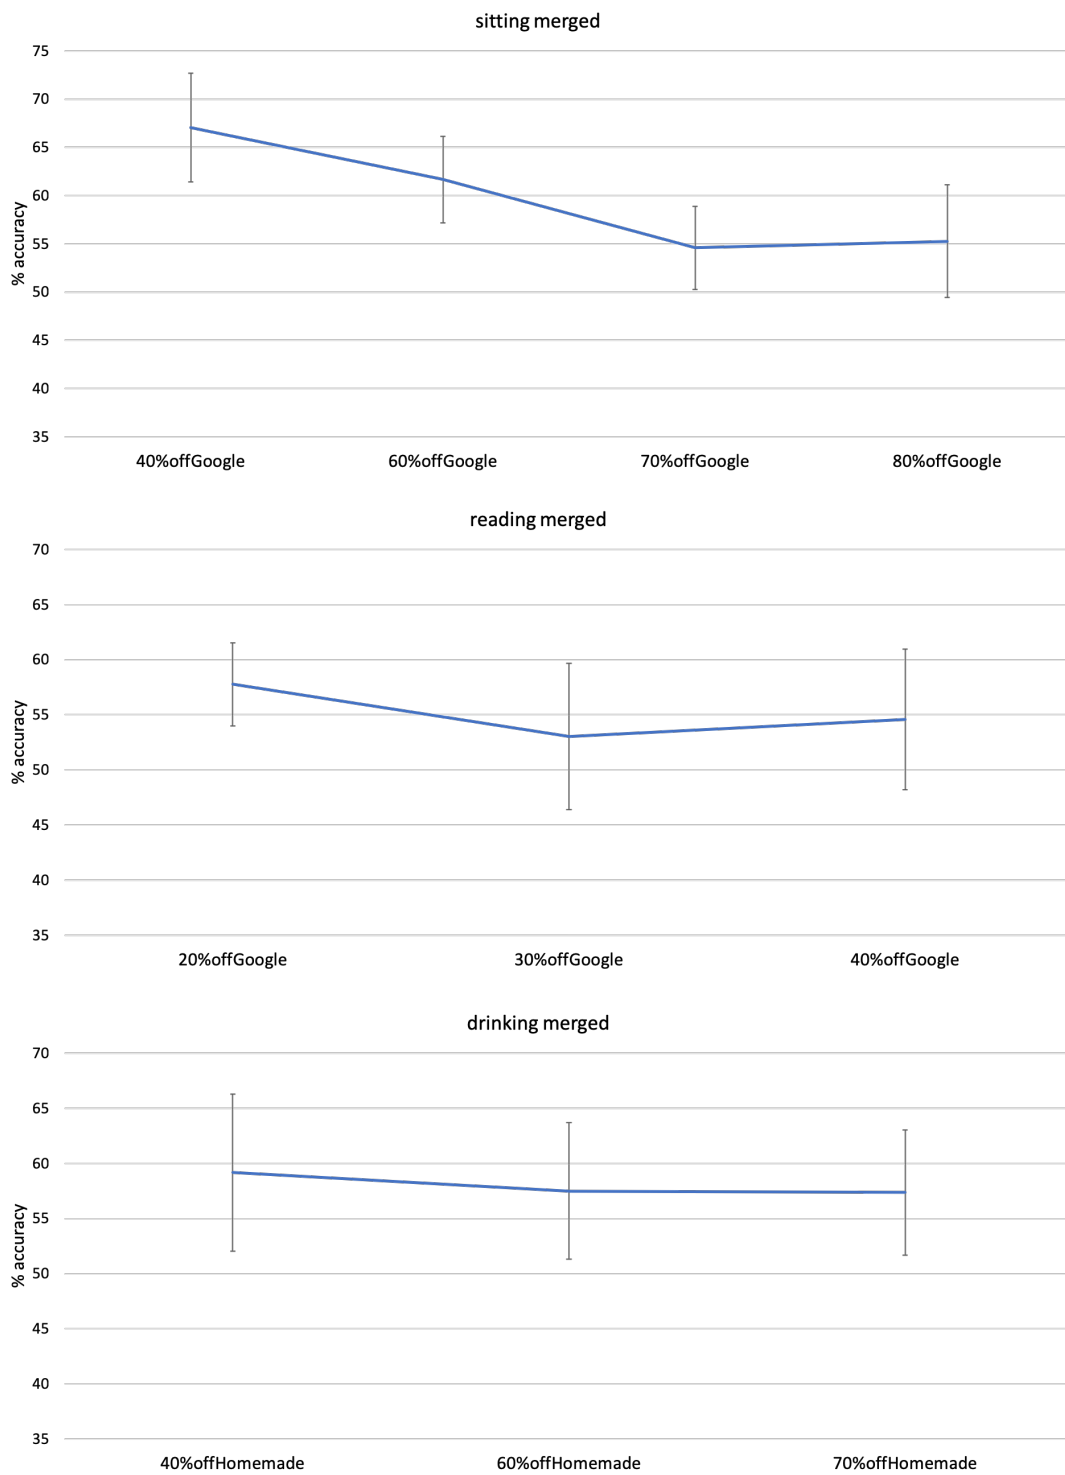 sitting merged
75
70
65
60
55
50
45
40
35
% accuracy
40%offGoogle 60%offGoogle 70%offGoogle 80%offGoogle
reading merged
70
65
60
55
50
45
40
35
% accuracy
20%offGoogle 30%offGoogle 40%offGoogle
drinking merged
70
65
60
55
50
45
40
35
% accuracy
40%offHomemade 60%offHomemade 70%offHomemade